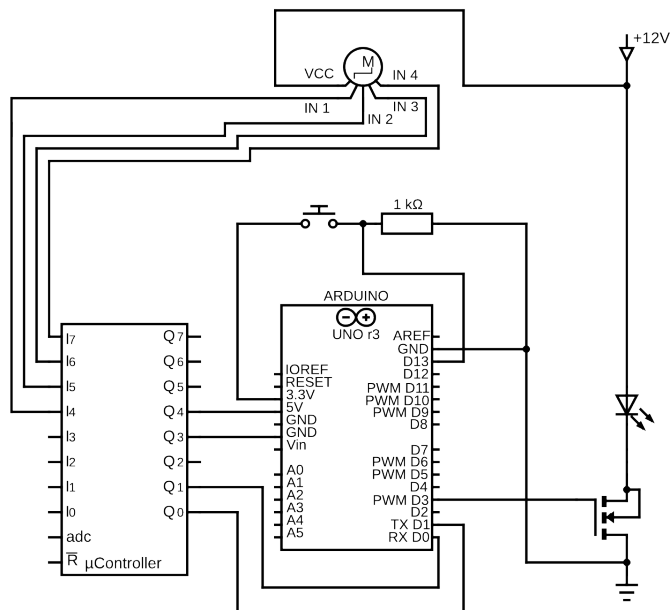 +12V
M
VCC
IN 4
IN 1
IN 3
IN 2
1 kΩ
ARDUINO
UNO r3
I7
I6
I5
I4
I3
I2
I1
I0
adc
R
Q7
Q6
Q5
Q4
Q3
Q2
Q1
Q0
µController
IOREF
RESET
3.3V
5V
GND
GND
Vin
A0
A1
A2
A3
A4
A5
AREF
GND
D13
D12
PWM D11
PWM D10
PWM D9
D8
D7
PWM D6
PWM D5
D4
PWM D3
D2
TX D1
RX D0